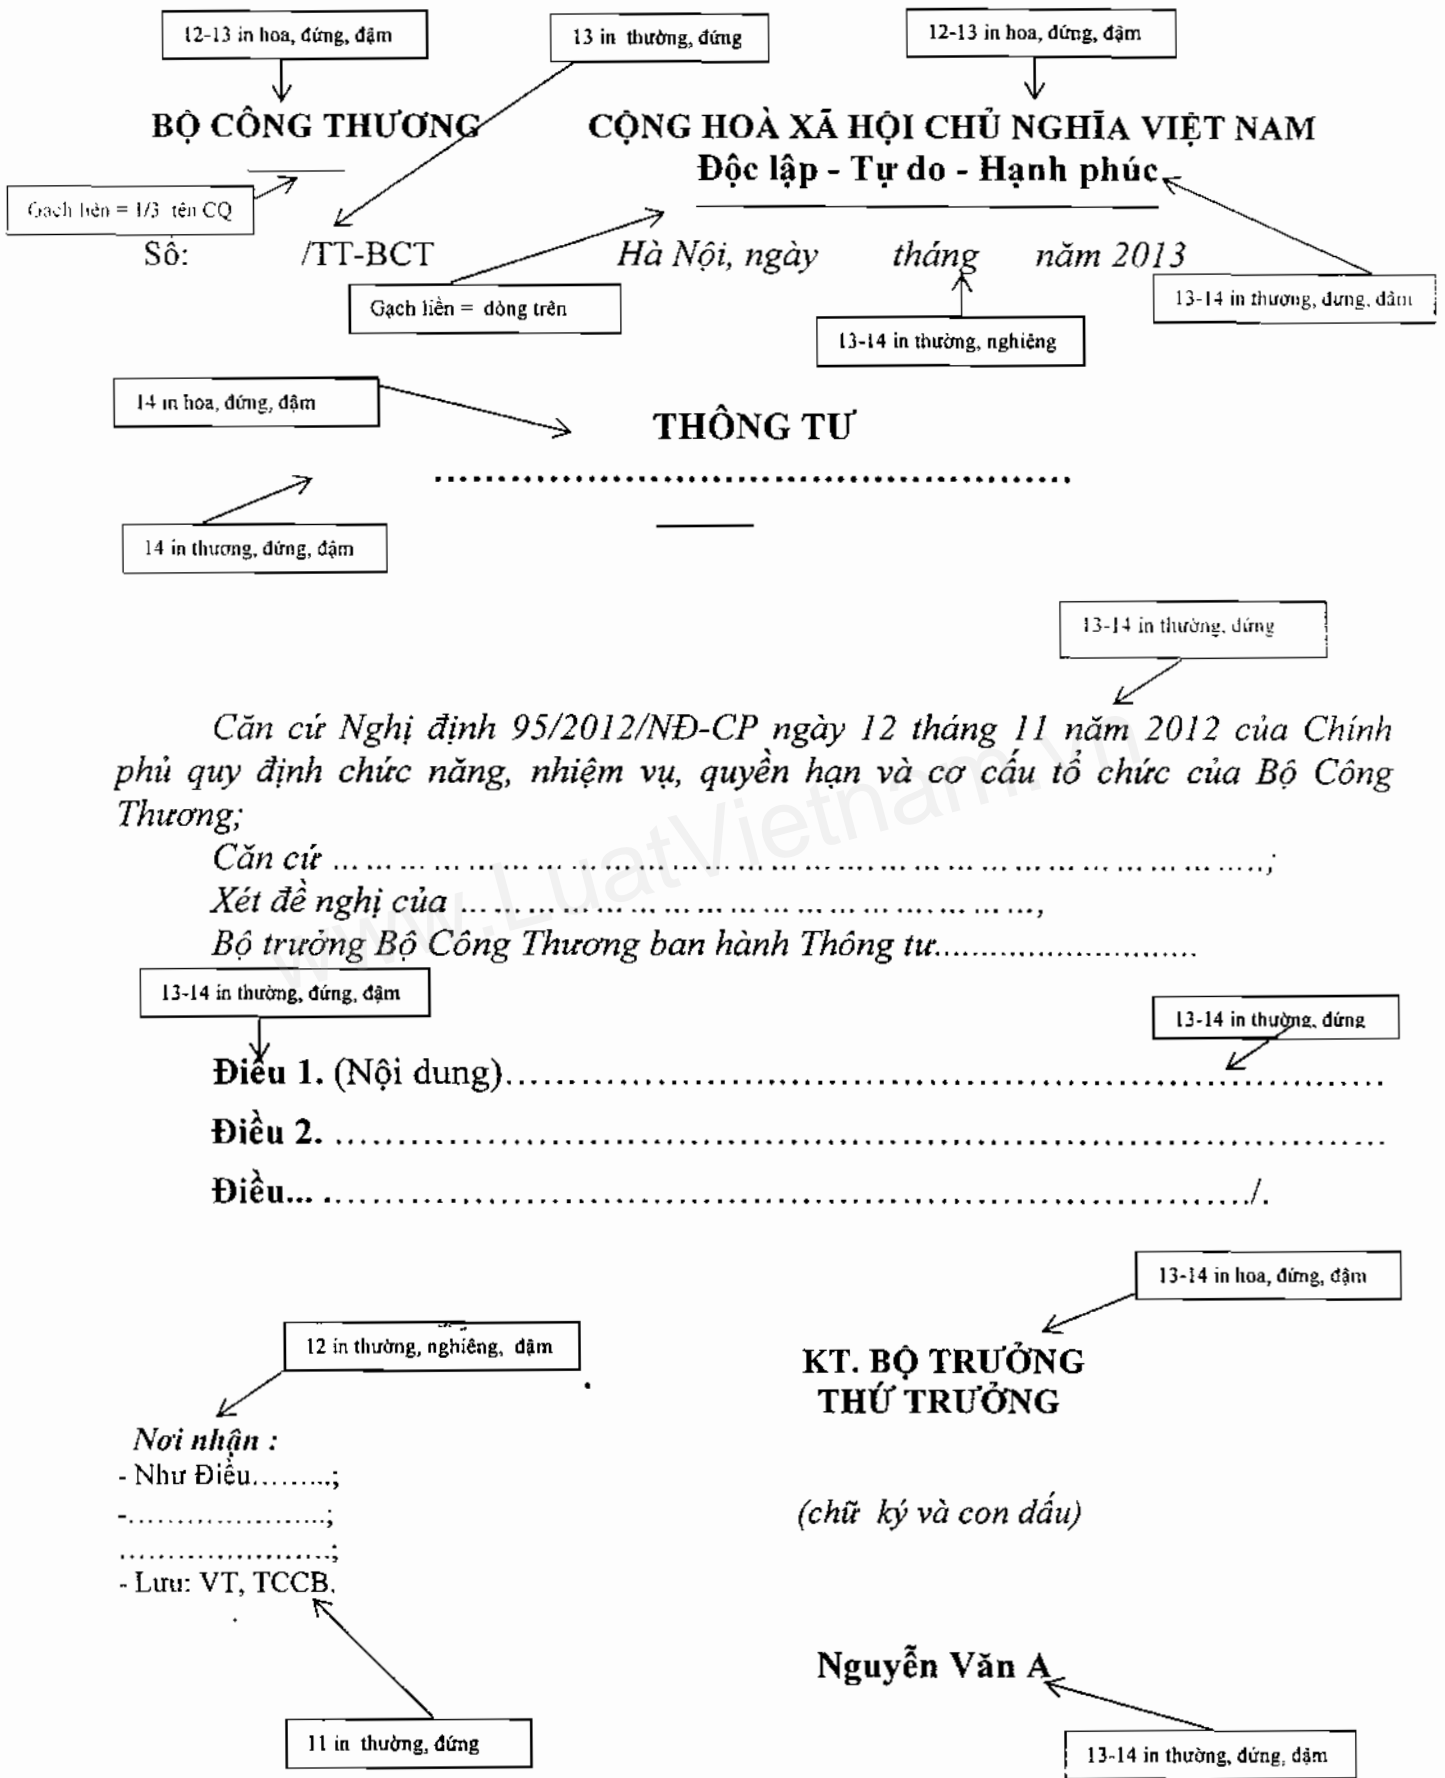 12-13 in hoa, đứng, đậm
13 in thường, đứng
12-13 in hoa, đứng, đậm
BỘ CÔNG THƯƠNG
CỘNG HOÀ XÃ HỘI CHỦ NGHĨA VIỆT NAM
Độc lập - Tự do - Hạnh phúc
Gạch liền = 1/3 tên CQ
Số: /TT-BCT
Hà Nội, ngày tháng năm 2013
Gạch liền = dòng trên
13-14 in thường, đứng, đậm
13-14 in thường, nghiêng
14 in hoa, đứng, đậm
THÔNG TƯ
..................................................
14 in thường, đứng, đậm
13-14 in thường, đứng
Căn cứ Nghị định 95/2012/NĐ-CP ngày 12 tháng 11 năm 2012 của Chính
phủ quy định chức năng, nhiệm vụ, quyền hạn và cơ cấu tổ chức của Bộ Công
Thương;
Căn cứ ... ... ... ... ... ... ... ... ... ... ... ... ... ... ... ... ... ... ... ... ... ... ... ... ... ... ...;
Xét đề nghị của ... ... ... ... ... ... ... ... ... ... ... ... ... ... ... ... ...,
Bộ trưởng Bộ Công Thương ban hành Thông tư...........................
www.LuatVietnam.vn
13-14 in thường, đứng, đậm
13-14 in thường, đứng
Điều 1. (Nội dung)......................................................................
Điều 2. ....................................................................................
Điều... ........................................................................../.
13-14 in hoa, đứng, đậm
12 in thường, nghiêng, đậm
KT. BỘ TRƯỞNG
THỨ TRƯỞNG
Nơi nhận :
- Như Điều.........;
-.....................;
.......................;
- Lưu: VT, TCCB.
(chữ ký và con dấu)
Nguyễn Văn A
11 in thường, đứng
13-14 in thường, đứng, đậm